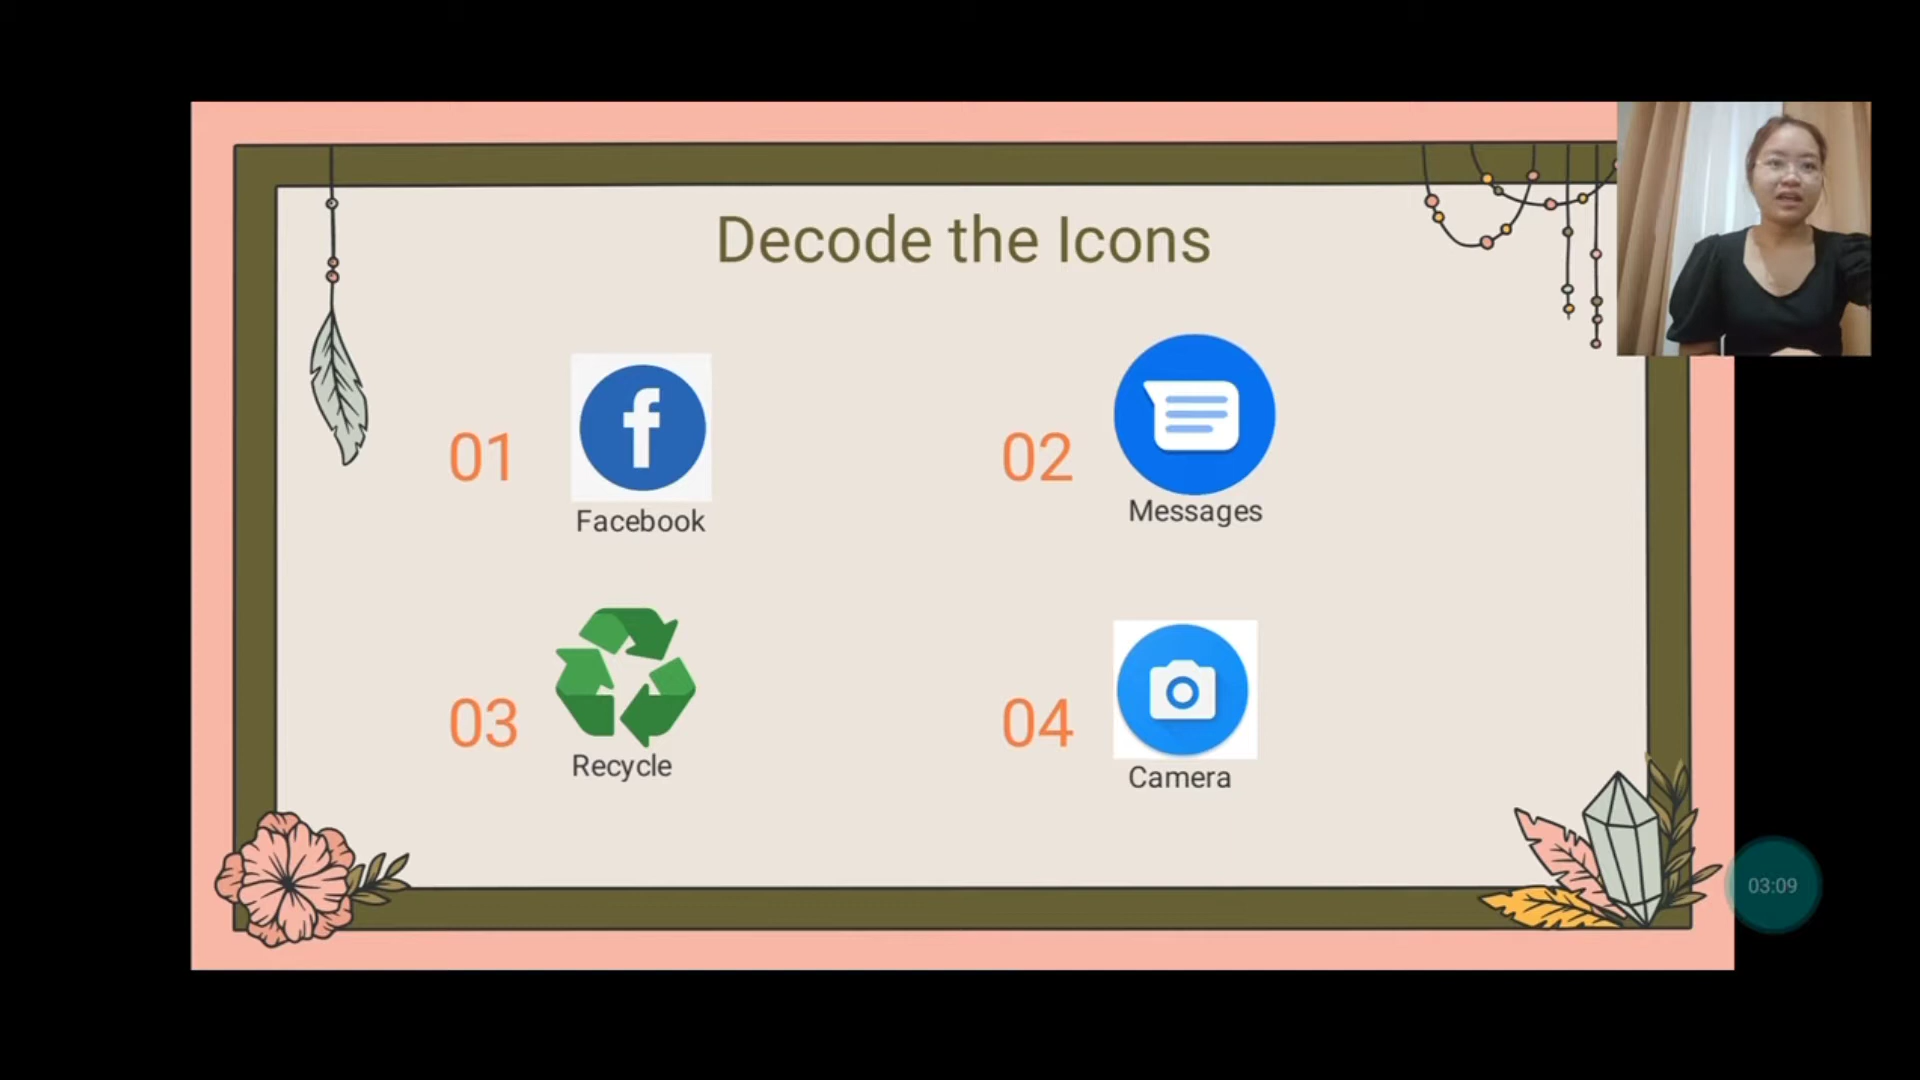 Decode the Icons
01
f
Facebook
02
Messages
03
Recycle
04
Camera
03:09